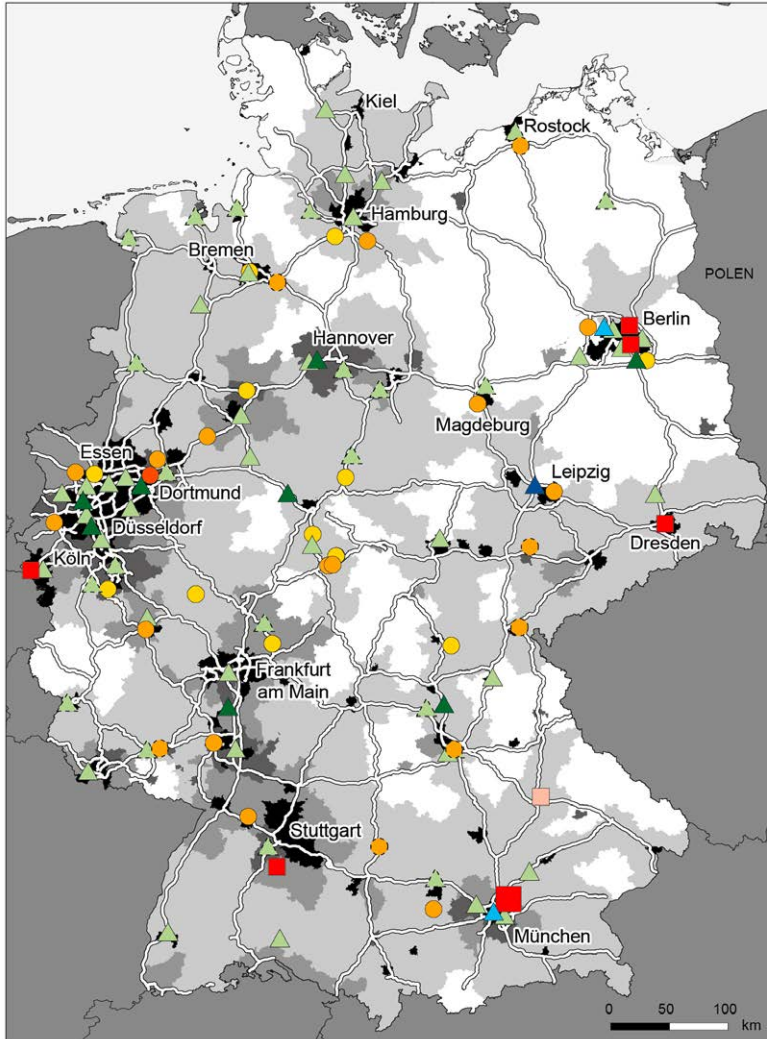 Kiel
Rostock
Hamburg
Bremen
POLEN
Berlin
Hannover
Magdeburg
Essen
Dortmund
Leipzig
Düsseldorf
Dresden
Köln
Frankfurt
am Main
Stuttgart
München
0 50 100
km